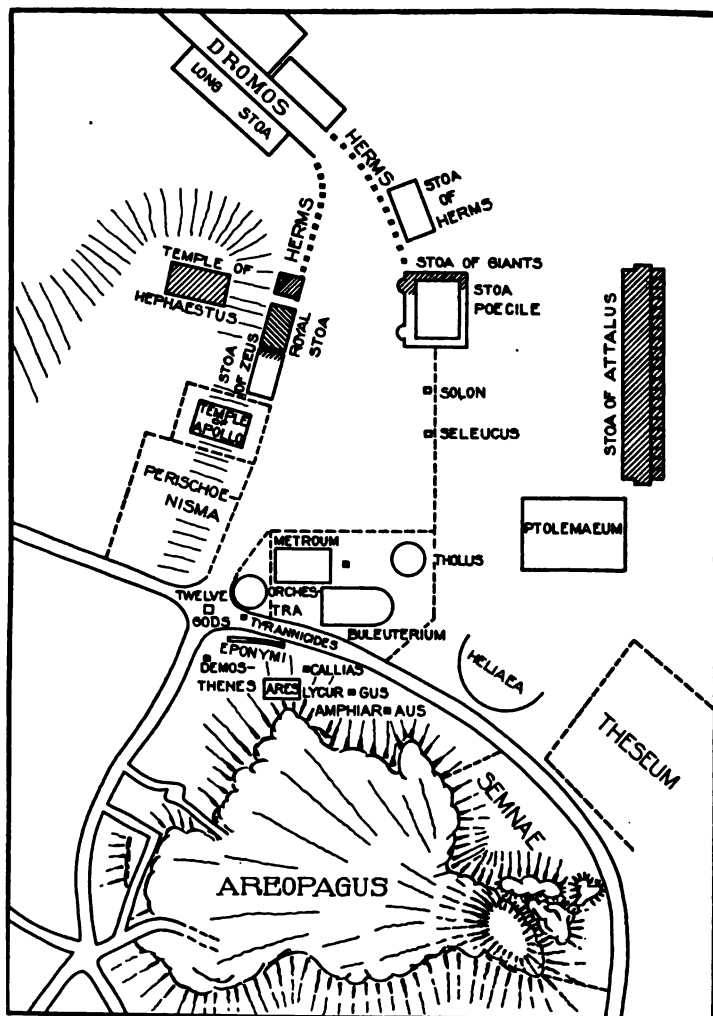 DROMOS
LONG
STOA
HERMS
STOA
OF
HERMS
HERMS
TEMPLE OF
HEPHAESTUS
STOA OF GIANTS
STOA
POECILE
ROYAL
STOA
STOA
OF ZEUS
STOA OF ATTALUS
SOLON
TEMPLE
OF
APOLLO
SELEUCUS
PERISCHOE
NISMA
PTOLEMAEUM
METROUM
THOLUS
TWELVE
GODS
ORCHES-
TRA
TYRANNICIDES
BULEUTERIUM
EPONYMI
DEMOS-
THENES
CALLIAS
ARES
LYCUR GUS
AMPHIAR AUS
HELIAEA
THESEUM
SEMNAE
AREOPAGUS